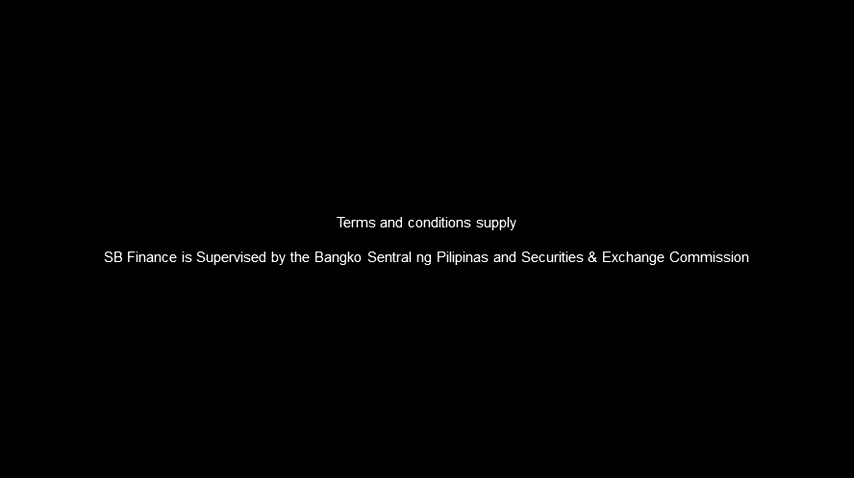 Terms and conditions supply
SB Finance is Supervised by the Bangko Sentral ng Pilipinas and Securities & Exchange Commission